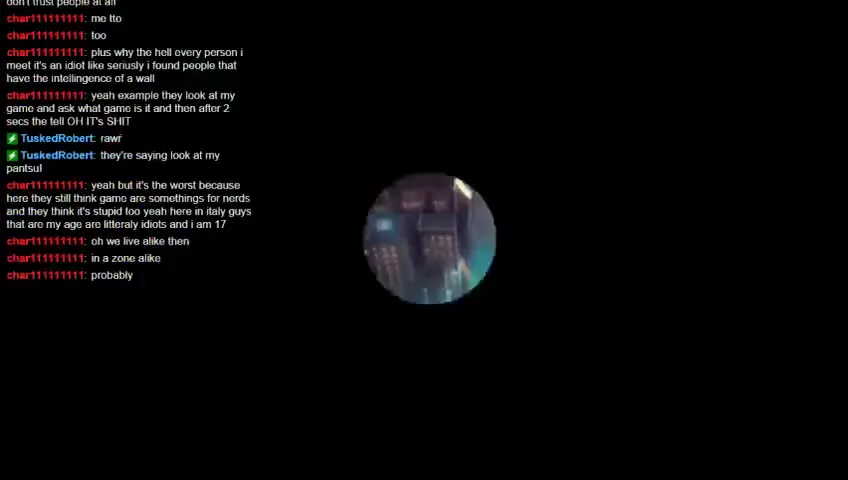 don't trust people at all"
char111111111: me tto
char111111111: too
char111111111: plus why the hell every person i
meet it's an idiot like seriusly i found people that
have the intellingence of a wall
char111111111: yeah example they look at my
game and ask what game is it and then after 2
secs the tell OH IT's SHIT
TuskedRobert: rawr
TuskedRobert: they're saying look at my
pantsu!
char111111111: yeah but it's the worst because
here they still think game are somethings for nerds
and they think it's stupid too yeah here in italy guys
that are my age are litteraly idiots and i am 17
char111111111: oh we live alike then
char111111111: in a zone alike
char111111111: probably